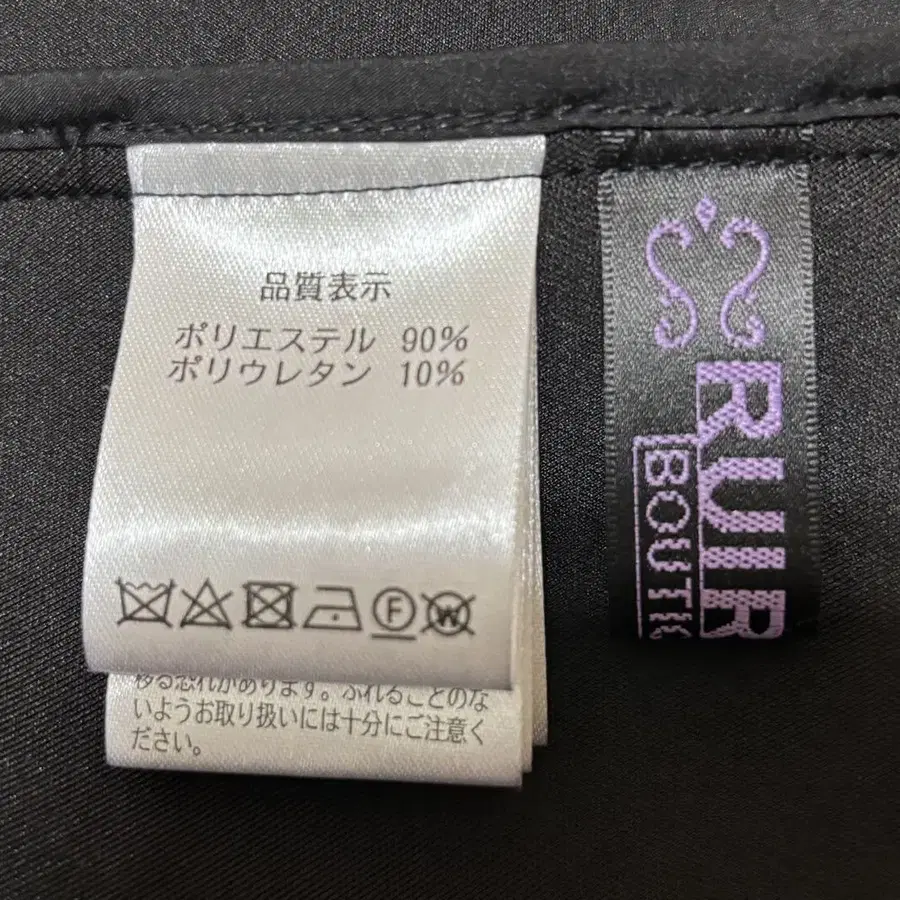 品質表示
ポリエステル 90%
ポリウレタン 10%
F
W
移る恐れがあります。ふれることのな
いようお取り扱いには十分にご注意く
ださい。
RUIR
BOUTI